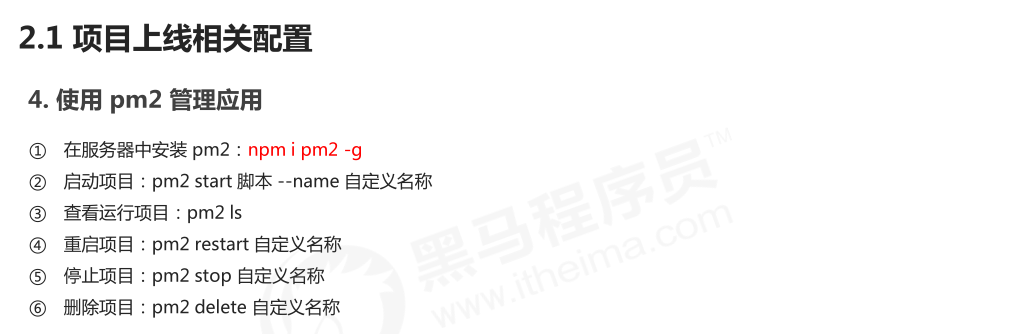 2.1 项目上线相关配置
4. 使用 pm2 管理应用
① 在服务器中安装 pm2：npm i pm2 -g
② 启动项目：pm2 start 脚本 --name 自定义名称
③ 查看运行项目：pm2 ls
④ 重启项目：pm2 restart 自定义名称
⑤ 停止项目：pm2 stop 自定义名称
⑥ 删除项目：pm2 delete 自定义名称
黑马程序员™
www.itheima.com